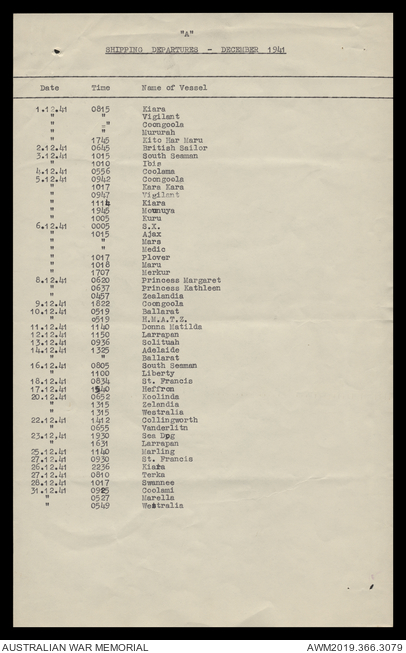 "A"
SHIPPING DEPARTURES - DECEMBER 1941
Date Time Name of Vessel
1.12.41 0815 Kiara
" " Vigilant
" " Coongoola
" " Mururah
" 1745 Kito Har Maru
2.12.41 0645 British Sailor
3.12.41 1015 South Seaman
" 1010 Ibis
4.12.41 0556 Coolama
5.12.41 0942 Coongoola
" 1017 Kara Kara
" 0947 Vigilant
" 1114 Kiara
" 1945 Mounuya
" 1005 Kuru
6.12.41 0005 S.X.
" 1015 Ajax
" " Mars
" " Medic
" 1017 Plover
" 1018 Maru
" 1707 Merkur
8.12.41 0620 Princess Margaret
" 0637 Princess Kathleen
" 0457 Zealandia
9.12.41 1822 Coongoola
10.12.41 0519 Ballarat
" 0519 H.M.A.T.Z.
11.12.41 1140 Donna Matilda
12.12.41 1150 Larrapan
13.12.41 0936 Solituah
14.12.41 1325 Adelaide
" " Ballarat
16.12.41 0805 South Seaman
" 1100 Liberty
18.12.41 0834 St. Francis
17.12.41 1540 Heffron
20.12.41 0652 Koolinda
" 1315 Zelandia
" 1315 Westralia
22.12.41 1412 Collingworth
" 0655 Vanderlitn
23.12.41 1930 Sea Dog
" 1631 Larrapan
25.12.41 1140 Marling
27.12.41 0930 St. Francis
26.12.41 2236 Kiara
27.12.41 0810 Terka
28.12.41 1017 Swannee
31.12.41 0925 Coolami
" 0527 Marella
" 0549 Westralia
AUSTRALIAN WAR MEMORIAL AWM2019.366.3079